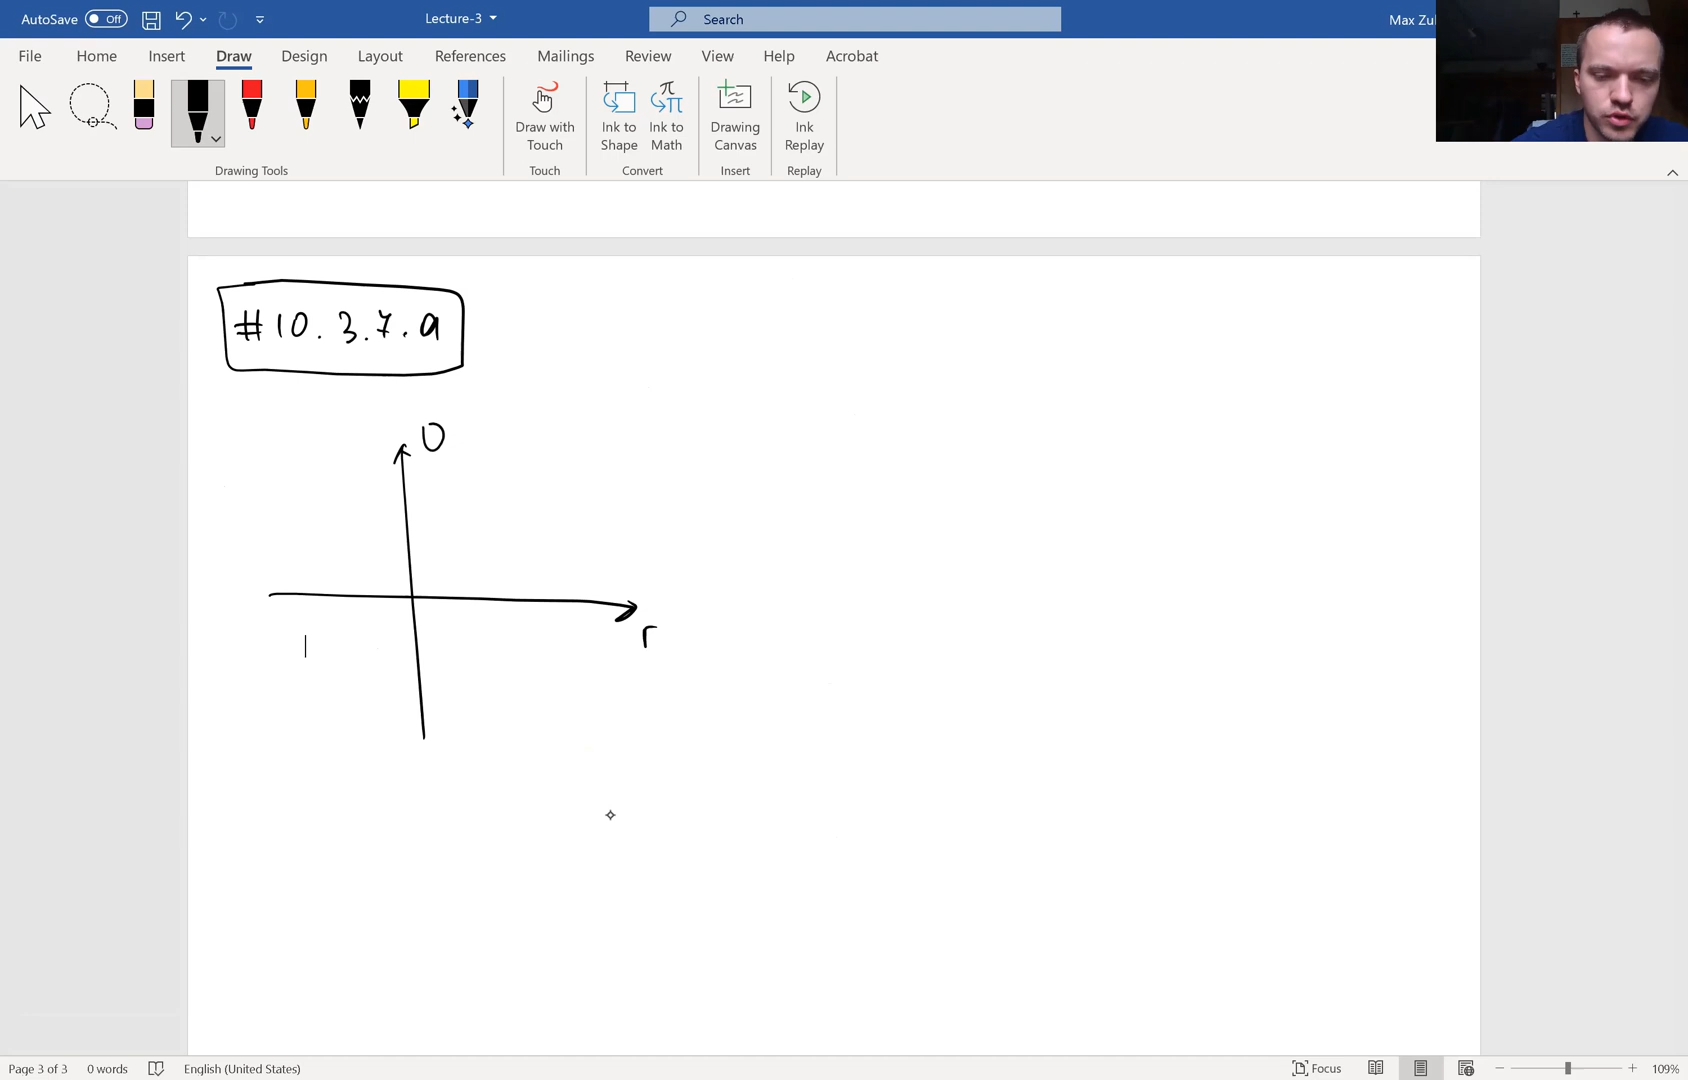 AutoSave Off
Lecture-3
Search
Max Zul
File Home Insert Draw Design Layout References Mailings Review View Help Acrobat
Draw with Touch
Ink to Shape
Ink to Math
Drawing Canvas
Ink Replay
Drawing Tools Touch Convert Insert Replay
#10.3.7.a
0
r
Page 3 of 3 0 words English (United States) Focus 109%